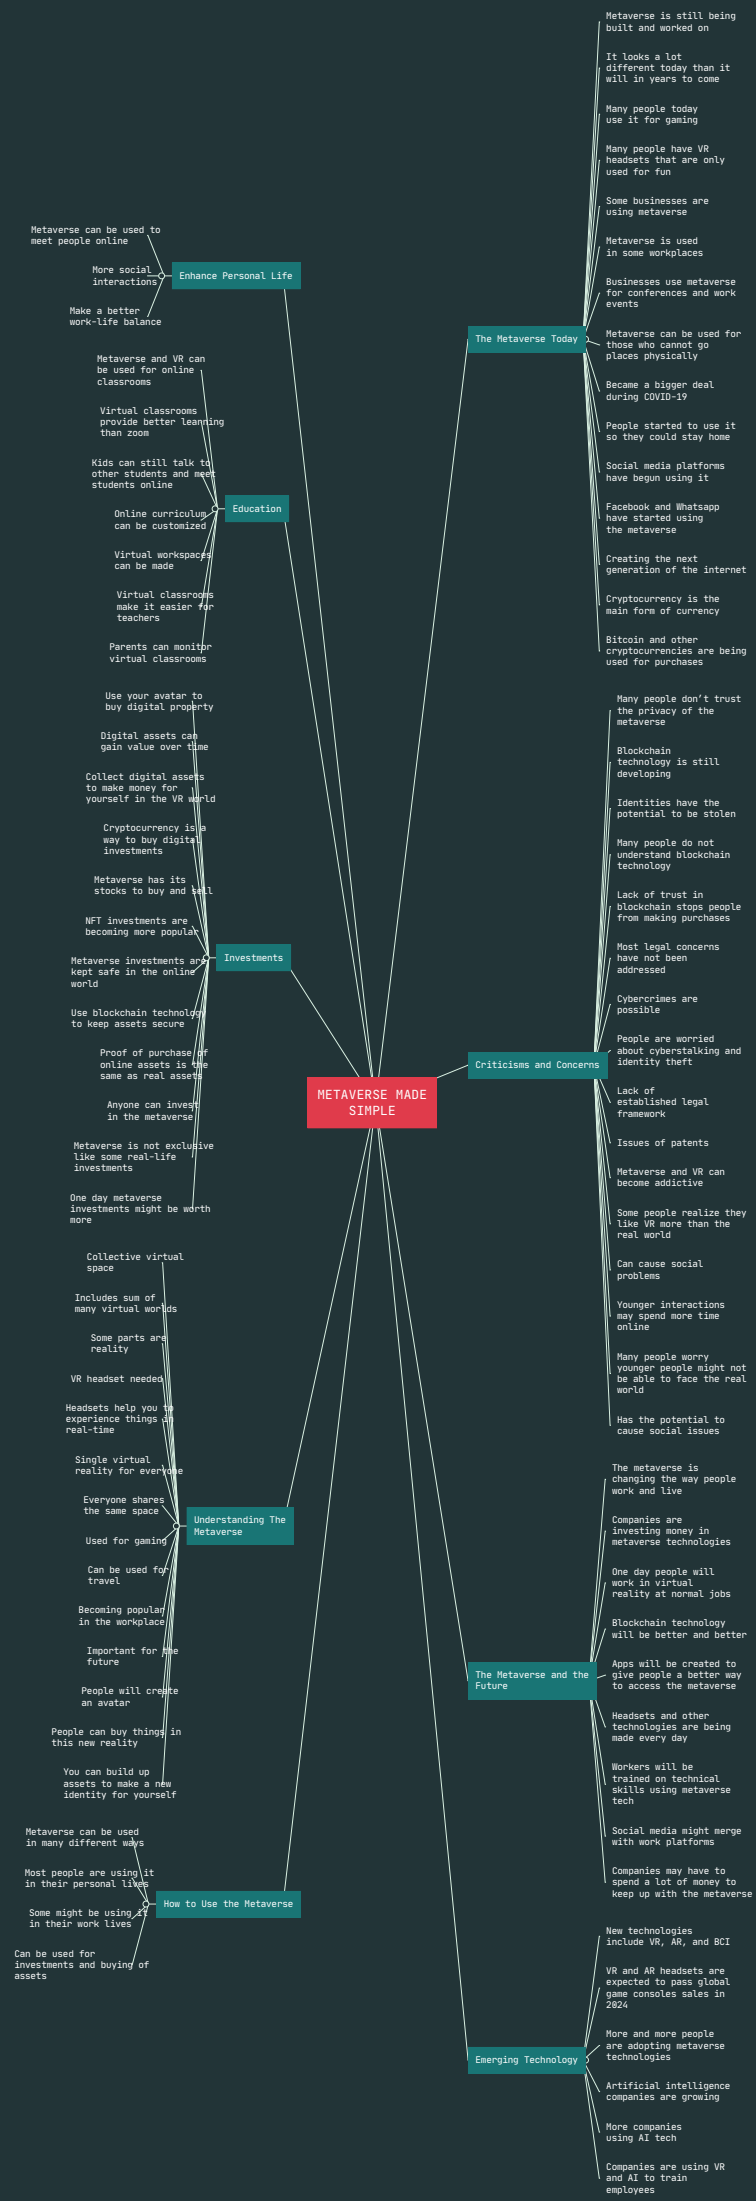 METAVERSE MADE
SIMPLE
Enhance Personal Life
Metaverse can be used to
meet people online
More social
interactions
Make a better
work-life balance
Education
Metaverse and VR can
be used for online
classrooms
Virtual classrooms
provide better learning
than zoom
Kids can still talk to
other students and meet
students online
Online curriculum
can be customized
Virtual workspaces
can be made
Virtual classrooms
make it easier for
teachers
Parents can monitor
virtual classrooms
Investments
Use your avatar to
buy digital property
Digital assets can
gain value over time
Collect digital assets
to make money for
yourself in the VR world
Cryptocurrency is a
way to buy digital
investments
Metaverse has its
stocks to buy and sell
NFT investments are
becoming more popular
Metaverse investments are
kept safe in the online
world
Use blockchain technology
to keep assets secure
Proof of purchase of
online assets is the
same as real assets
Anyone can invest
in the metaverse
Metaverse is not exclusive
like some real-life
investments
One day metaverse
investments might be worth
more
Understanding The
Metaverse
Collective virtual
space
Includes sum of
many virtual worlds
Some parts are
reality
VR headset needed
Headsets help you to
experience things in
real-time
Single virtual
reality for everyone
Everyone shares
the same space
Used for gaming
Can be used for
travel
Becoming popular
in the workplace
Important for the
future
People will create
an avatar
People can buy things in
this new reality
You can build up
assets to make a new
identity for yourself
How to Use the Metaverse
Metaverse can be used
in many different ways
Most people are using it
in their personal lives
Some might be using it
in their work lives
Can be used for
investments and buying of
assets
The Metaverse Today
Metaverse is still being
built and worked on
It looks a lot
different today than it
will in years to come
Many people today
use it for gaming
Many people have VR
headsets that are only
used for fun
Some businesses are
using metaverse
Metaverse is used
in some workplaces
Businesses use metaverse
for conferences and work
events
Metaverse can be used for
those who cannot go
places physically
Became a bigger deal
during COVID-19
People started to use it
so they could stay home
Social media platforms
have begun using it
Facebook and Whatsapp
have started using
the metaverse
Creating the next
generation of the internet
Cryptocurrency is the
main form of currency
Bitcoin and other
cryptocurrencies are being
used for purchases
Criticisms and Concerns
Many people don't trust
the privacy of the
metaverse
Blockchain
technology is still
developing
Identities have the
potential to be stolen
Many people do not
understand blockchain
technology
Lack of trust in
blockchain stops people
from making purchases
Most legal concerns
have not been
addressed
Cybercrimes are
possible
People are worried
about cyberstalking and
identity theft
Lack of
established legal
framework
Issues of patents
Metaverse and VR can
become addictive
Some people realize they
like VR more than the
real world
Can cause social
problems
Younger interactions
may spend more time
online
Many people worry
younger people might not
be able to face the real
world
Has the potential to
cause social issues
The Metaverse and the
Future
The metaverse is
changing the way people
work and live
Companies are
investing money in
metaverse technologies
One day people will
work in virtual
reality at normal jobs
Blockchain technology
will be better and better
Apps will be created to
give people a better way
to access the metaverse
Headsets and other
technologies are being
made every day
Workers will be
trained on technical
skills using metaverse
tech
Social media might merge
with work platforms
Companies may have to
spend a lot of money to
keep up with the metaverse
Emerging Technology
New technologies
include VR, AR, and BCI
VR and AR headsets are
expected to pass global
game consoles sales in
2024
More and more people
are adopting metaverse
technologies
Artificial intelligence
companies are growing
More companies
using AI tech
Companies are using VR
and AI to train
employees